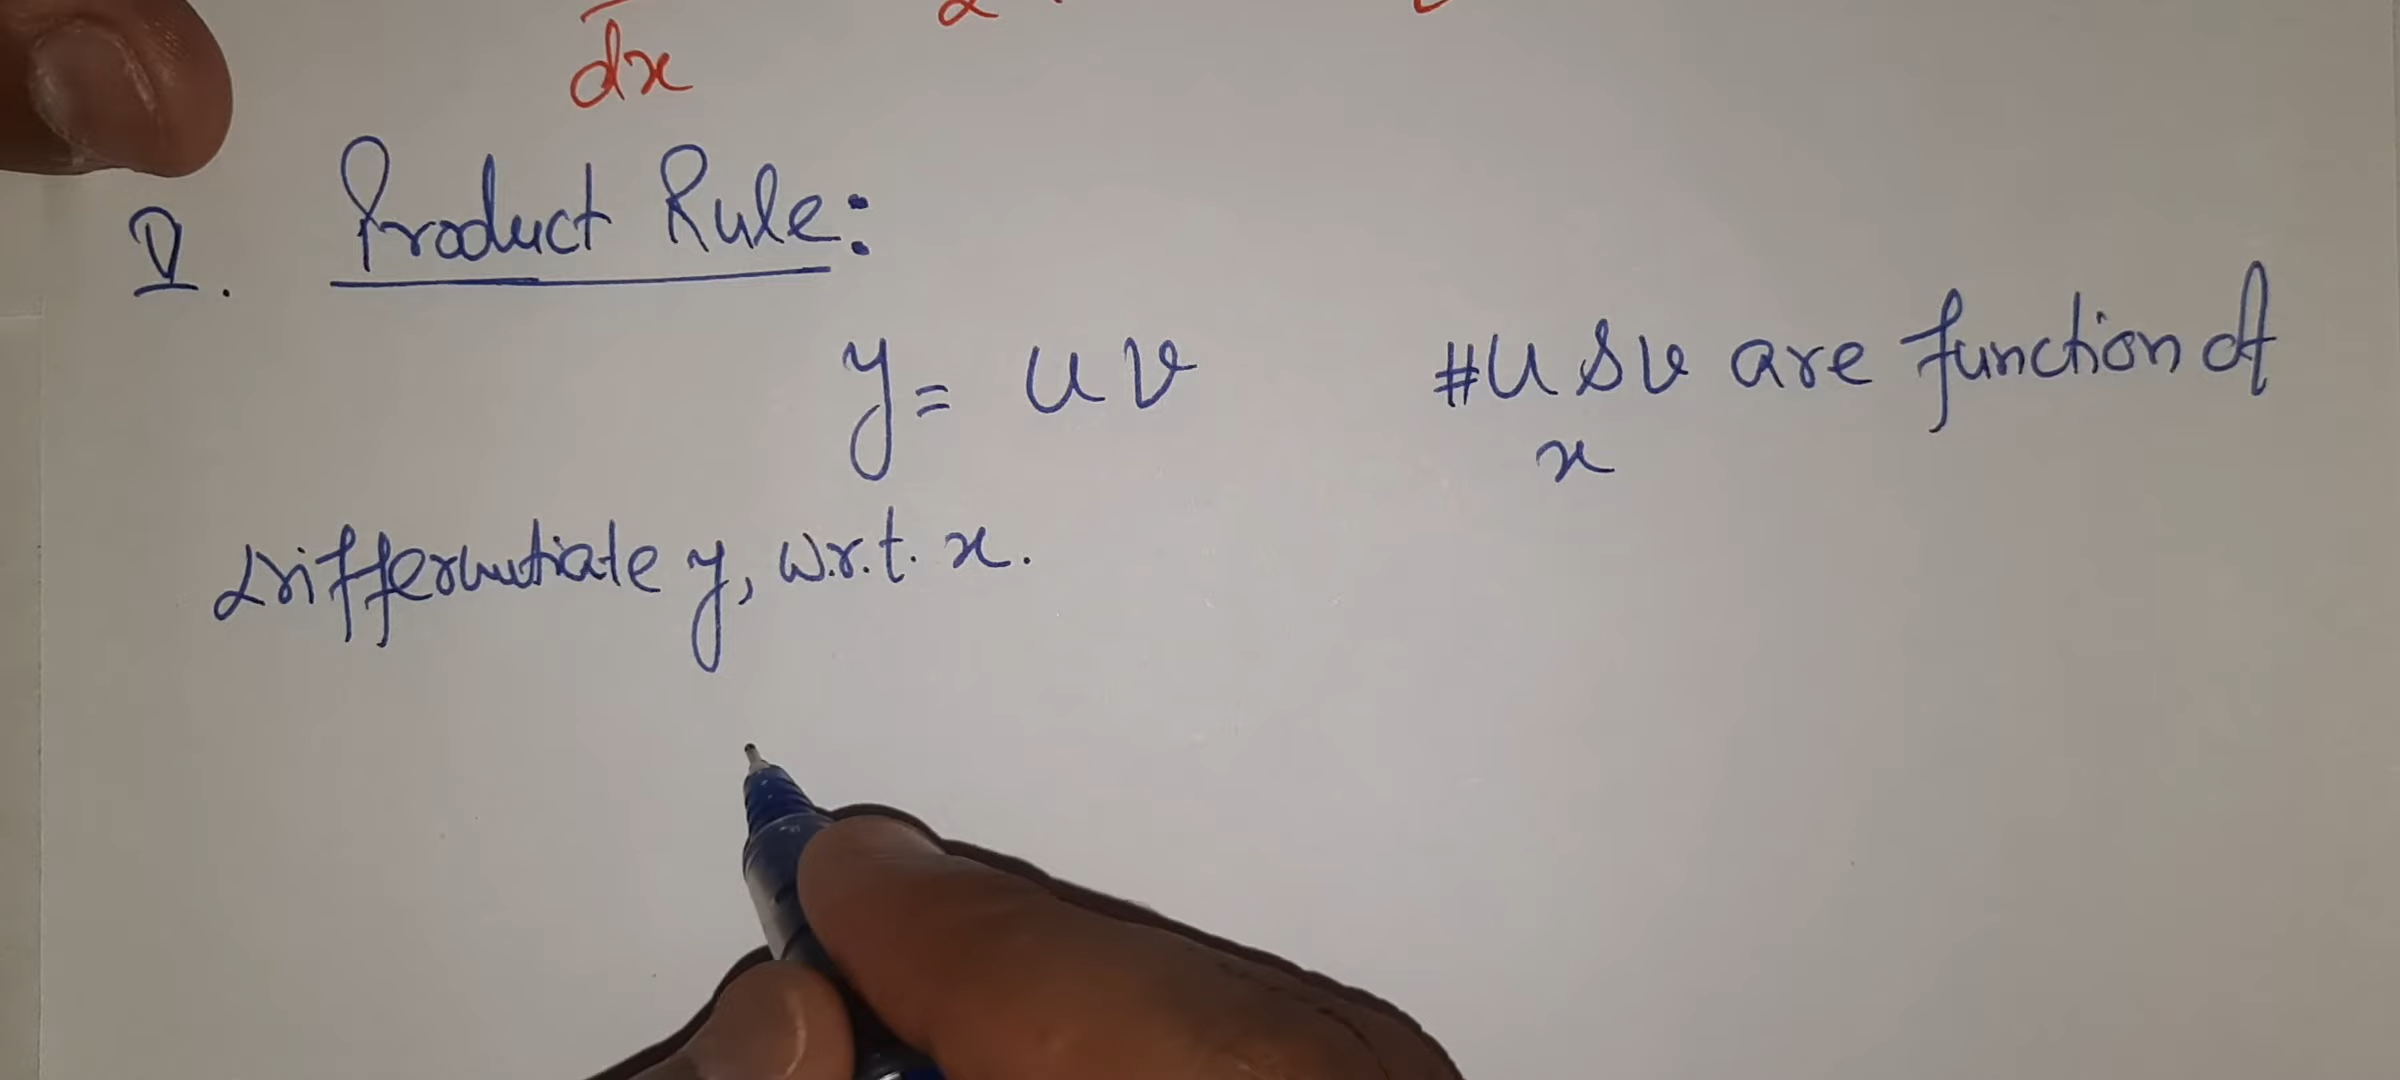 dx
I. Product Rule:
y = uv #u & v are function of
x
Differentiate y, w.r.t. x.